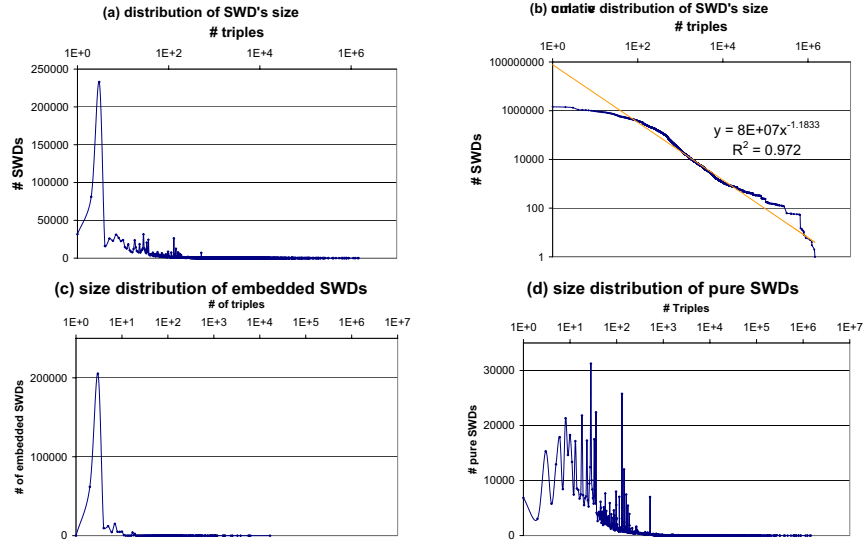 (a) distribution of SWD's size
# triples
1E+0 1E+2 1E+4 1E+6
250000
200000
150000
100000
50000
0
# SWDs
(b) distribution of SWD's size
# triples
1E+0 1E+2 1E+4 1E+6
100000000
1000000
10000
100
1
# SWDs
y = 8E+07x^-1.1833
R^2 = 0.972
(c) size distribution of embedded SWDs
# of triples
1E+0 1E+1 1E+2 1E+3 1E+4 1E+5 1E+6 1E+7
200000
100000
0
# of embedded SWDs
(d) size distribution of pure SWDs
# Triples
1E+0 1E+1 1E+2 1E+3 1E+4 1E+5 1E+6 1E+7
30000
20000
10000
0
# pure SWDs